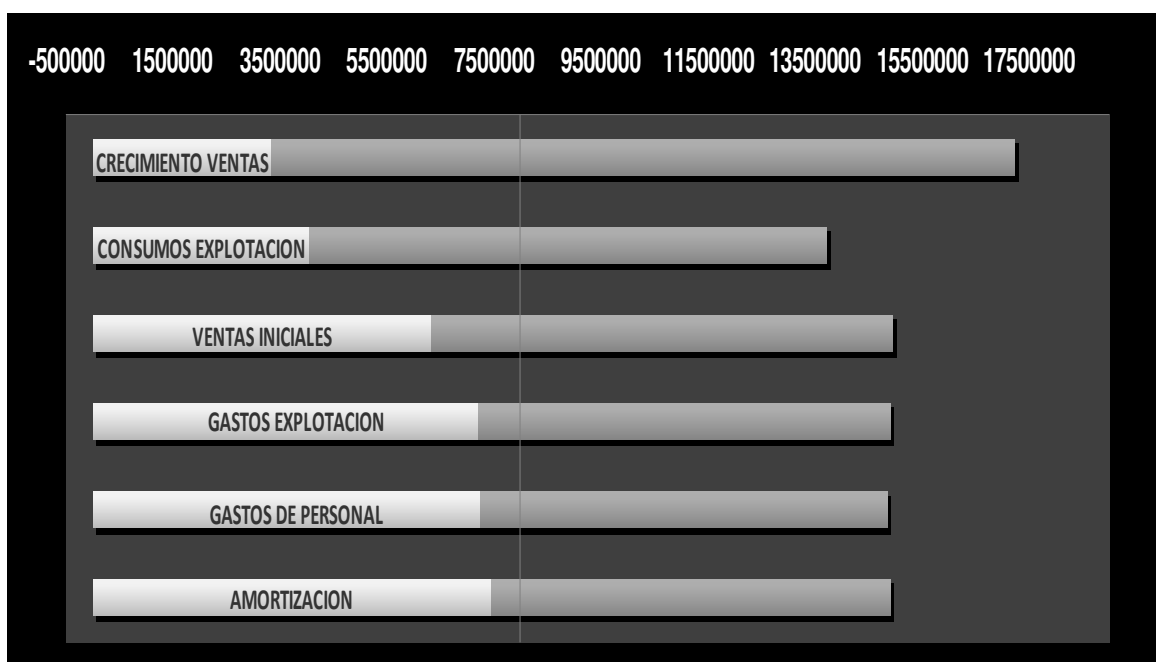 -500000 1500000 3500000 5500000 7500000 9500000 11500000 13500000 15500000 17500000
CRECIMIENTO VENTAS
CONSUMOS EXPLOTACION
VENTAS INICIALES
GASTOS EXPLOTACION
GASTOS DE PERSONAL
AMORTIZACION